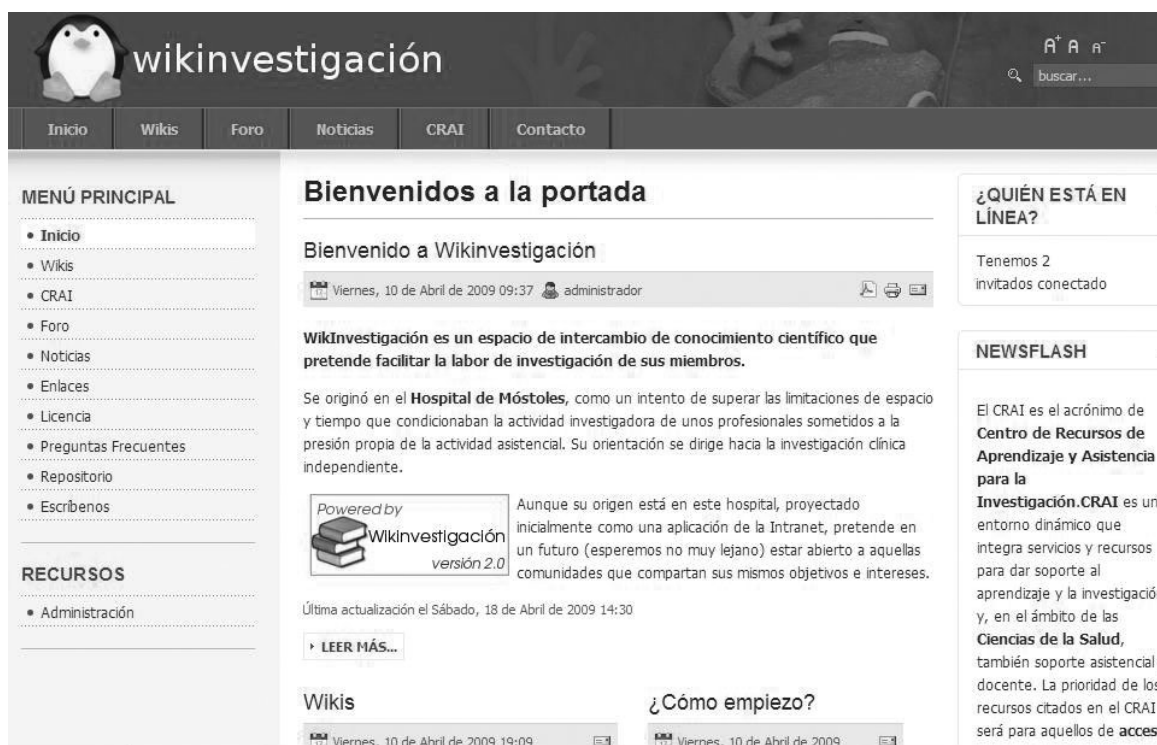 wikinvestigación
A+ A A-
buscar...
Inicio Wikis Foro Noticias CRAI Contacto
MENÚ PRINCIPAL
Inicio
Wikis
CRAI
Foro
Noticias
Enlaces
Licencia
Preguntas Frecuentes
Repositorio
Escríbenos
RECURSOS
Administración
Bienvenidos a la portada
Bienvenido a Wikinvestigación
Viernes, 10 de Abril de 2009 09:37 administrador
WikInvestigación es un espacio de intercambio de conocimiento científico que
pretende facilitar la labor de investigación de sus miembros.
Se originó en el Hospital de Móstoles, como un intento de superar las limitaciones de espacio
y tiempo que condicionaban la actividad investigadora de unos profesionales sometidos a la
presión propia de la actividad asistencial. Su orientación se dirige hacia la investigación clínica
independiente.
Powered by
Wikinvestigación
versión 2.0
Aunque su origen está en este hospital, proyectado
inicialmente como una aplicación de la Intranet, pretende en
un futuro (esperemos no muy lejano) estar abierto a aquellas
comunidades que compartan sus mismos objetivos e intereses.
Última actualización el Sábado, 18 de Abril de 2009 14:30
LEER MÁS...
Wikis
Viernes, 10 de Abril de 2009 19:09
¿Cómo empiezo?
Viernes, 10 de Abril de 2009
¿QUIÉN ESTÁ EN
LÍNEA?
Tenemos 2
invitados conectado
NEWSFLASH
El CRAI es el acrónimo de
Centro de Recursos de
Aprendizaje y Asistencia
para la
Investigación.CRAI es un
entorno dinámico que
integra servicios y recursos
para dar soporte al
aprendizaje y la investigació
y, en el ámbito de las
Ciencias de la Salud,
también soporte asistencial
docente. La prioridad de los
recursos citados en el CRAI
será para aquellos de acces